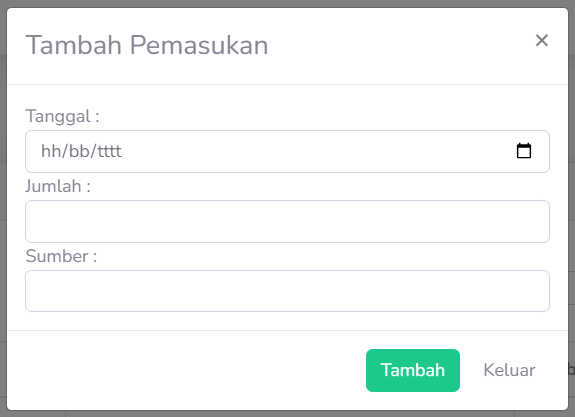 Tambah Pemasukan ×
Tanggal :
hh/bb/tttt
Jumlah :
Sumber :
Tambah Keluar